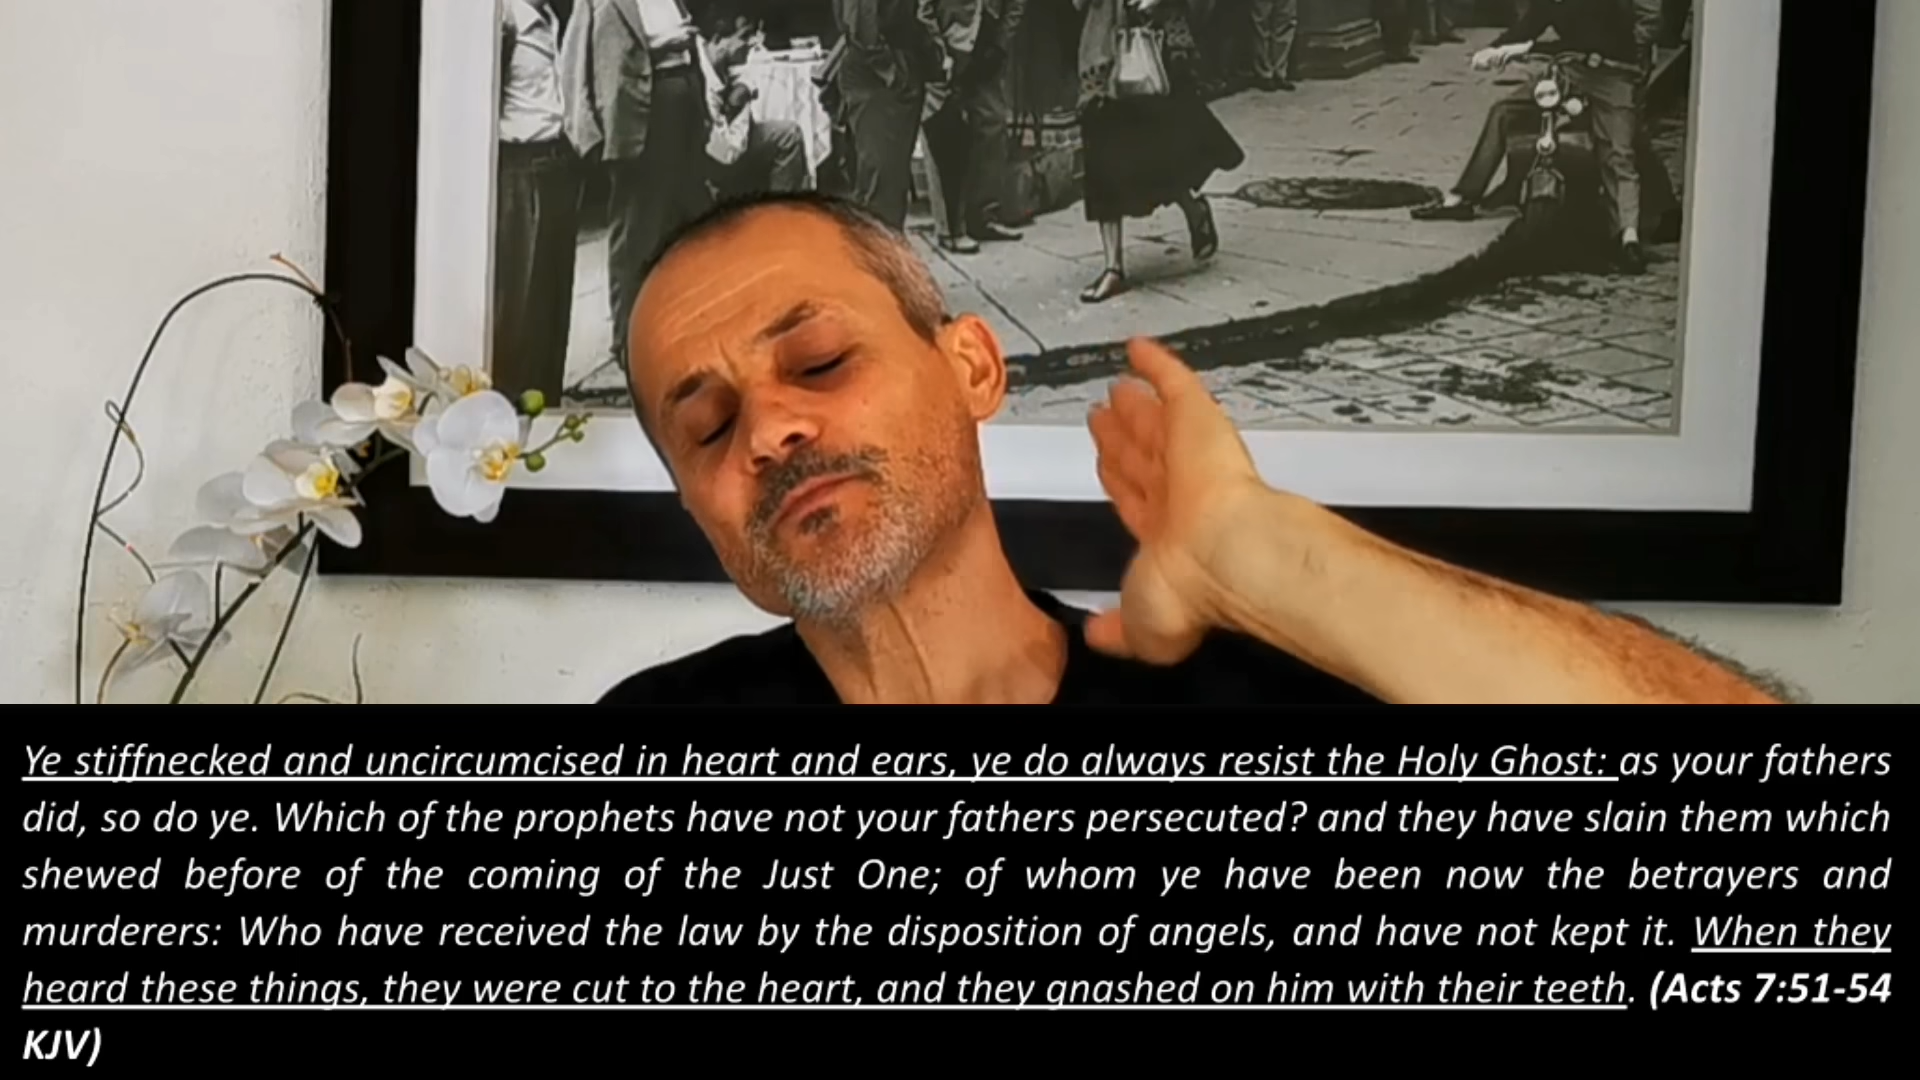 Ye stiffnecked and uncircumcised in heart and ears, ye do always resist the Holy Ghost: as your fathers
did, so do ye. Which of the prophets have not your fathers persecuted? and they have slain them which
shewed before of the coming of the Just One; of whom ye have been now the betrayers and
murderers: Who have received the law by the disposition of angels, and have not kept it. When they
heard these things, they were cut to the heart, and they gnashed on him with their teeth. (Acts 7:51-54
KJV)